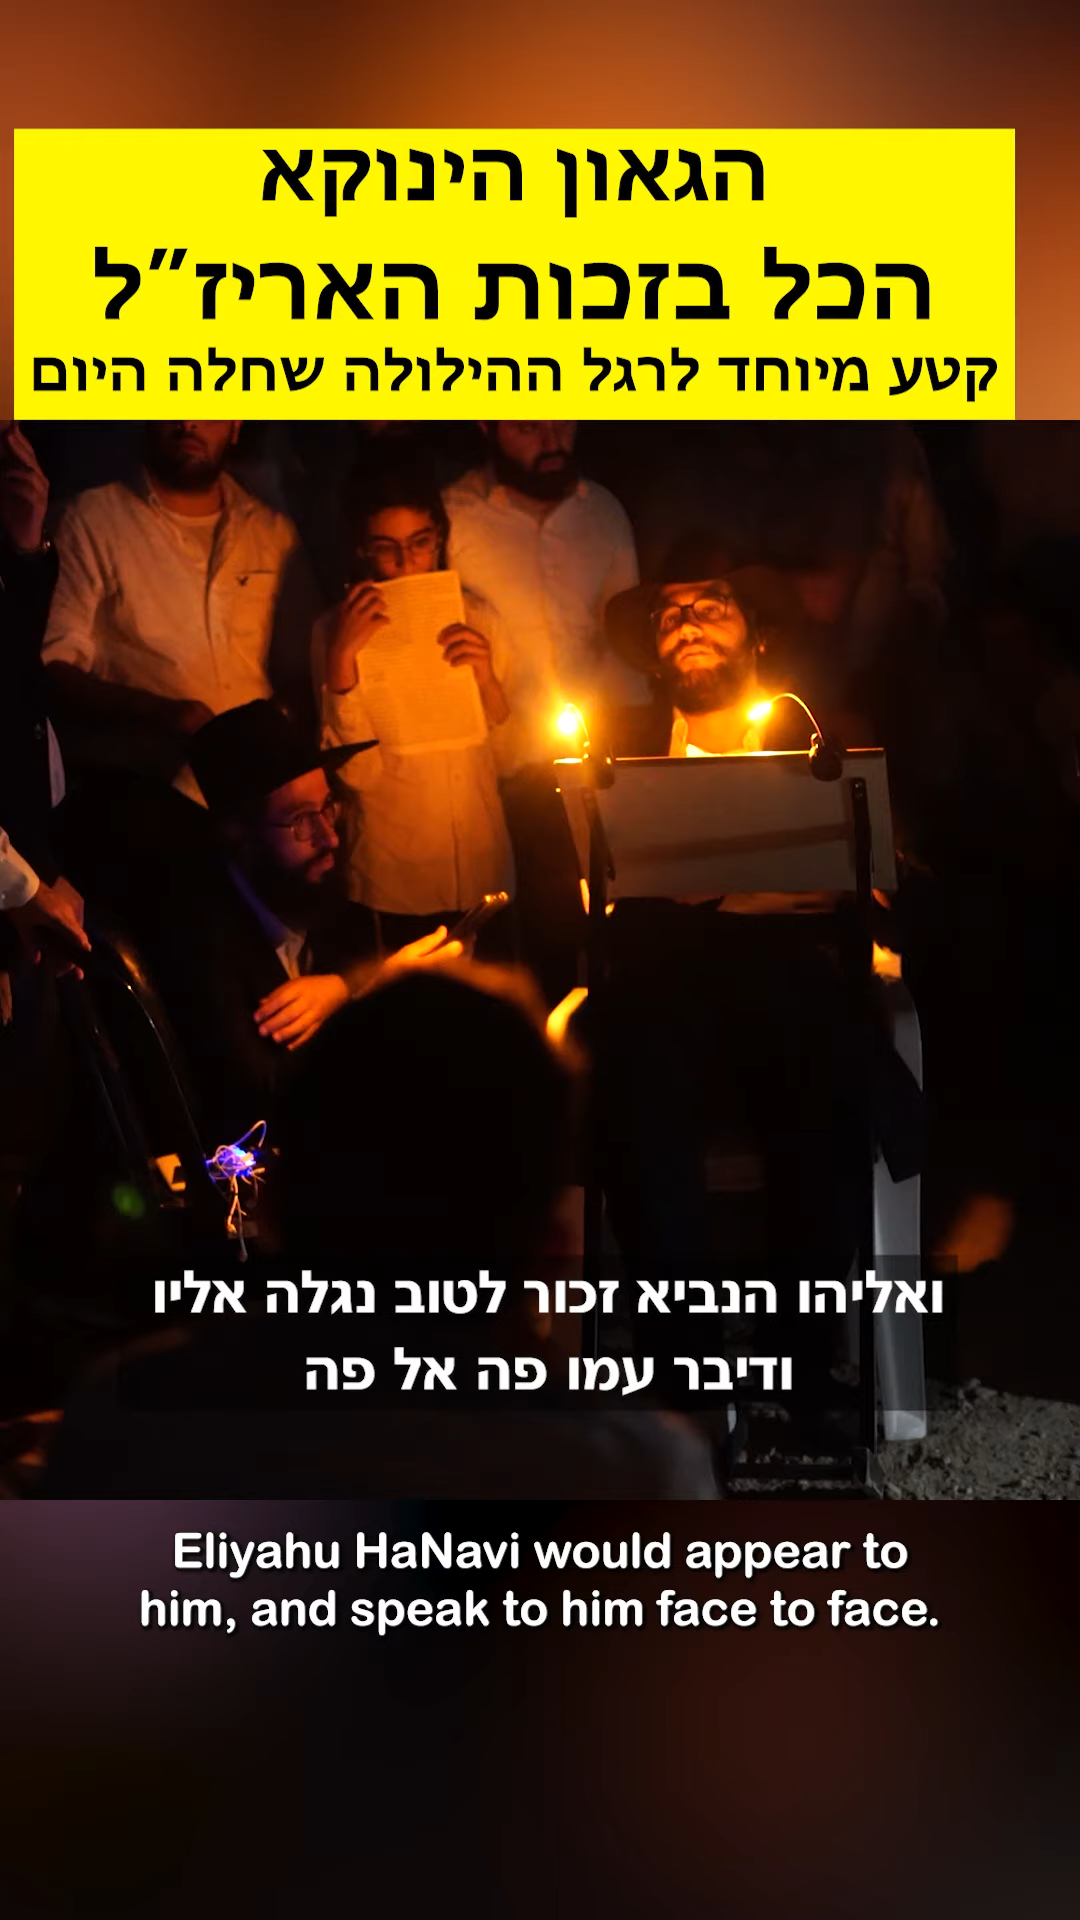 הגאון הינוקא
הכל בזכות האריז״ל
קטע מיוחד לרגל ההילולה שחלה היום
ואליהו הנביא זכור לטוב נגלה אליו
ודיבר עמו פה אל פה
Eliyahu HaNavi would appear to
him, and speak to him face to face.